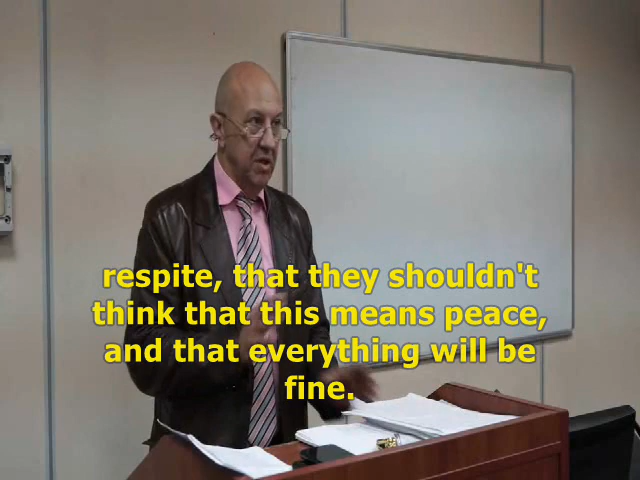 respite, that they shouldn't
think that this means peace,
and that everything will be
fine.